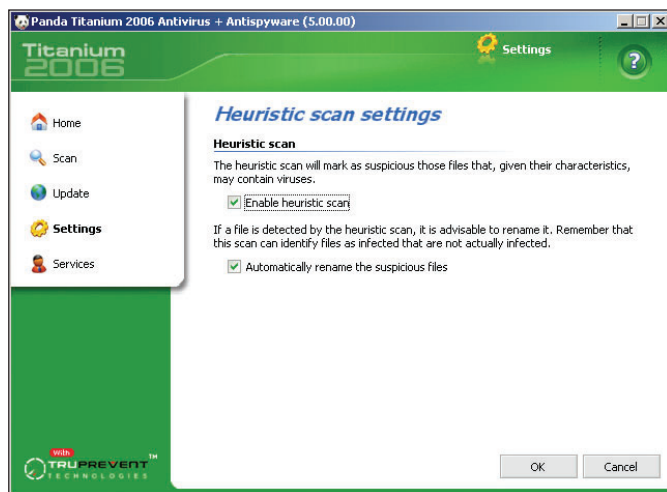 Panda Titanium 2006 Antivirus + Antispyware (5.00.00)
Titanium
2006
Settings
?
Home
Scan
Update
Settings
Services
Heuristic scan settings
Heuristic scan
The heuristic scan will mark as suspicious those files that, given their characteristics,
may contain viruses.
Enable heuristic scan
If a file is detected by the heuristic scan, it is advisable to rename it. Remember that
this scan can identify files as infected that are not actually infected.
Automatically rename the suspicious files
With
TRUPREVENT™
TECHNOLOGIES
OK
Cancel